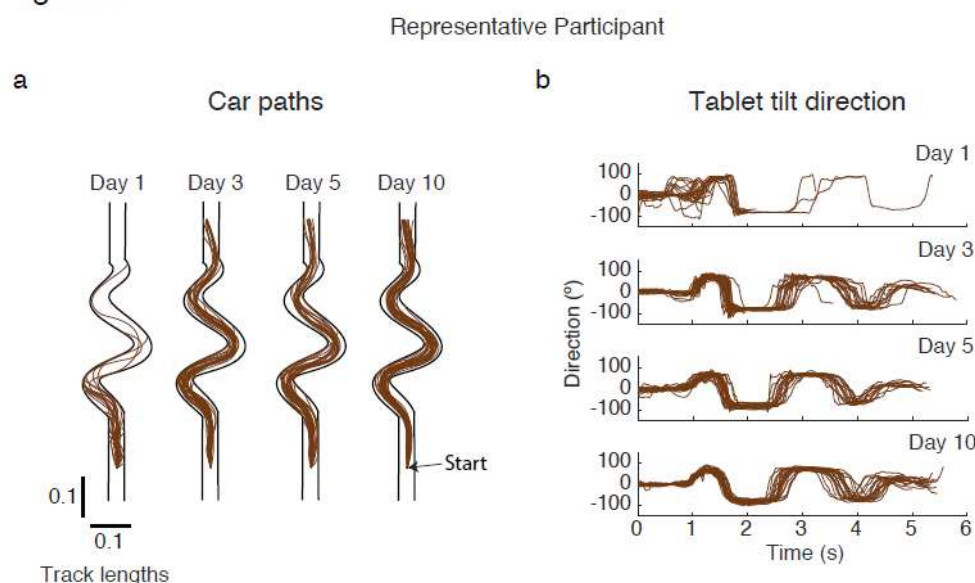 Representative Participant
a
Car paths
Day 1 Day 3 Day 5 Day 10
Start
0.1
0.1
Track lengths
b
Tablet tilt direction
Day 1
100
0
-100
Day 3
100
0
-100
Day 5
100
0
-100
Day 10
100
0
-100
Direction (º)
0 1 2 3 4 5 6
Time (s)